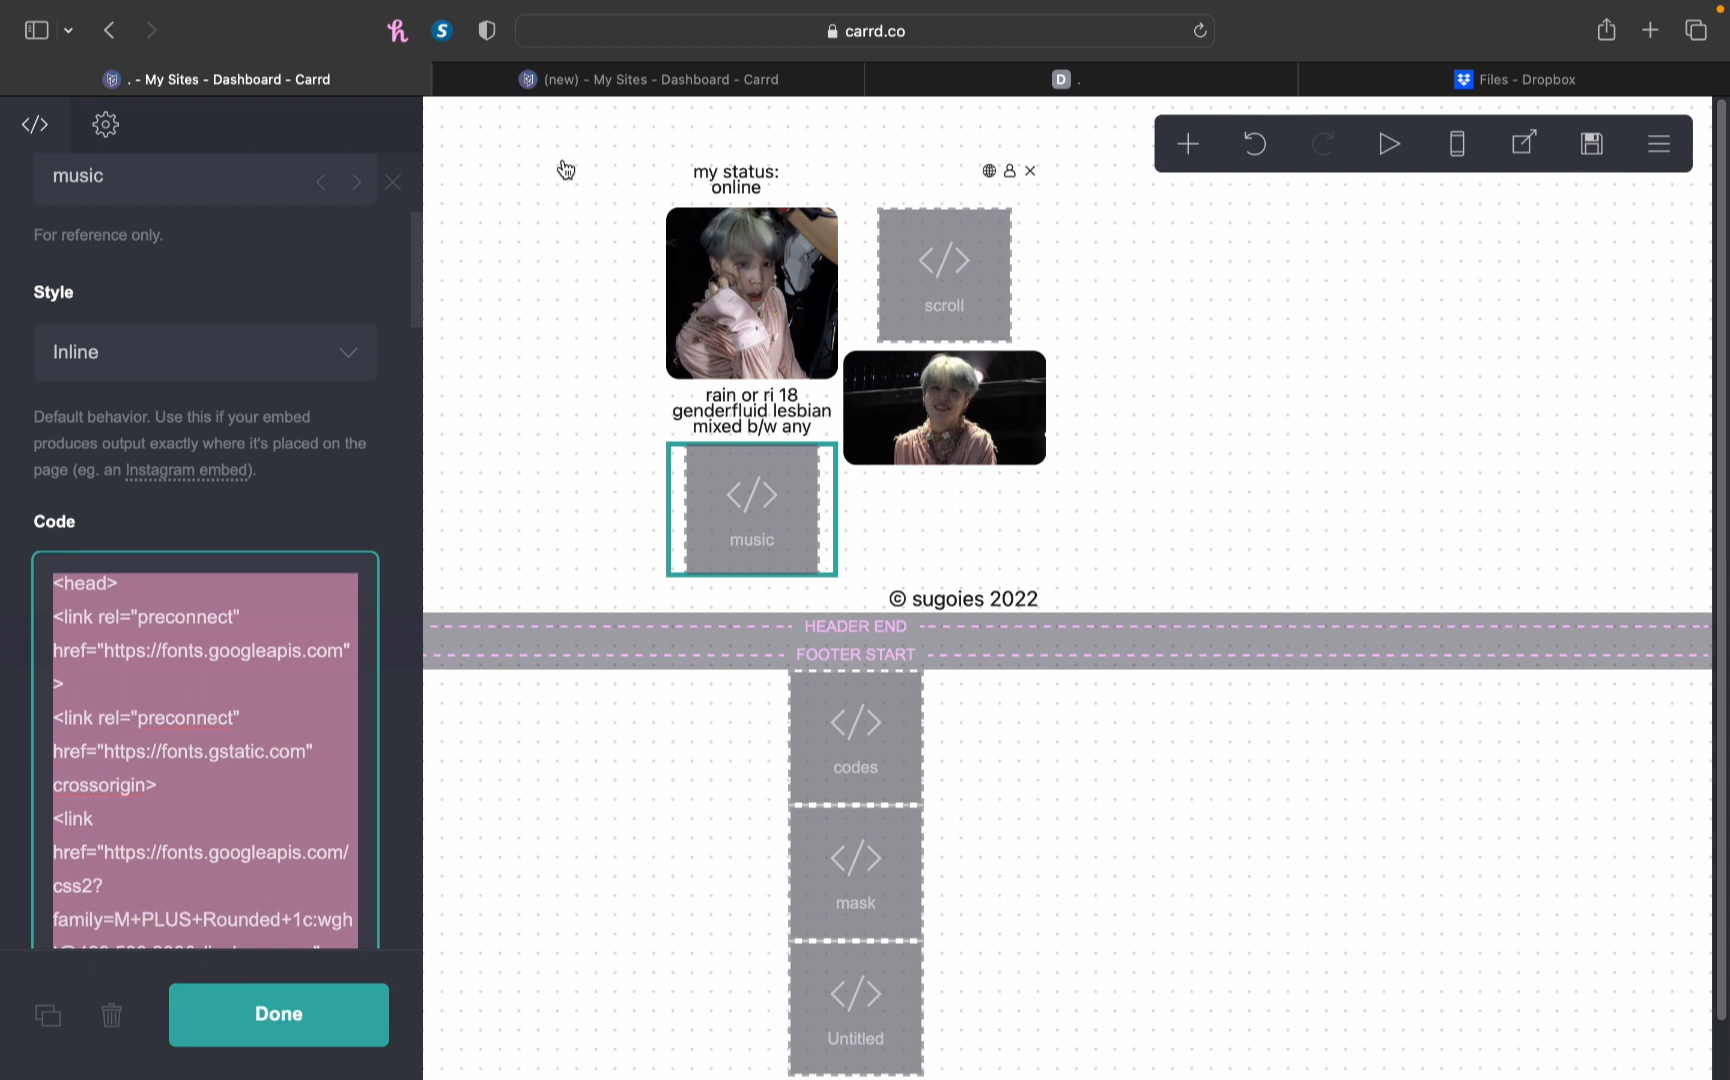 carrd.co
. - My Sites - Dashboard - Carrd
(new) - My Sites - Dashboard - Carrd
D .
Files - Dropbox
music
For reference only.
Style
Inline
Default behavior. Use this if your embed
produces output exactly where it's placed on the
page (eg. an Instagram embed).
Code
<head>
<link rel="preconnect"
href="https://fonts.googleapis.com"
>
<link rel="preconnect"
href="https://fonts.gstatic.com"
crossorigin>
<link
href="https://fonts.googleapis.com/
css2?
family=M+PLUS+Rounded+1c:wgh
Done
my status:
online
scroll
rain or ri 18
genderfluid lesbian
mixed b/w any
music
© sugoies 2022
HEADER END
FOOTER START
codes
mask
Untitled